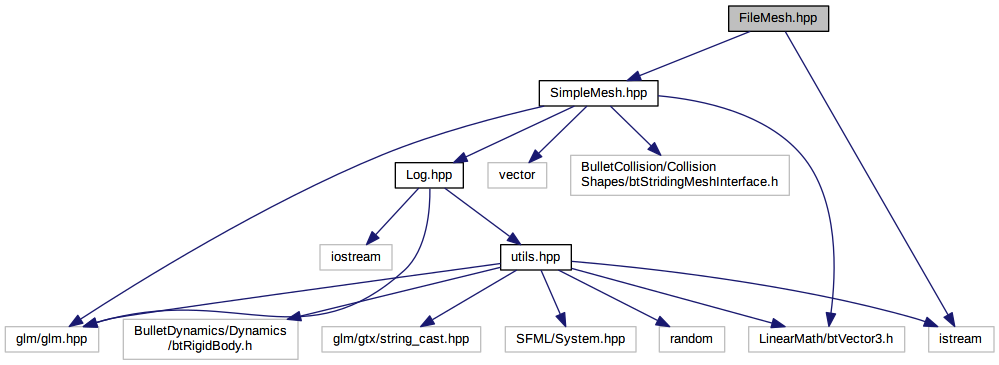 FileMesh.hpp
SimpleMesh.hpp
Log.hpp
vector
BulletCollision/Collision
Shapes/btStridingMeshInterface.h
iostream
utils.hpp
glm/glm.hpp
BulletDynamics/Dynamics
/btRigidBody.h
glm/gtx/string_cast.hpp
SFML/System.hpp
random
LinearMath/btVector3.h
istream